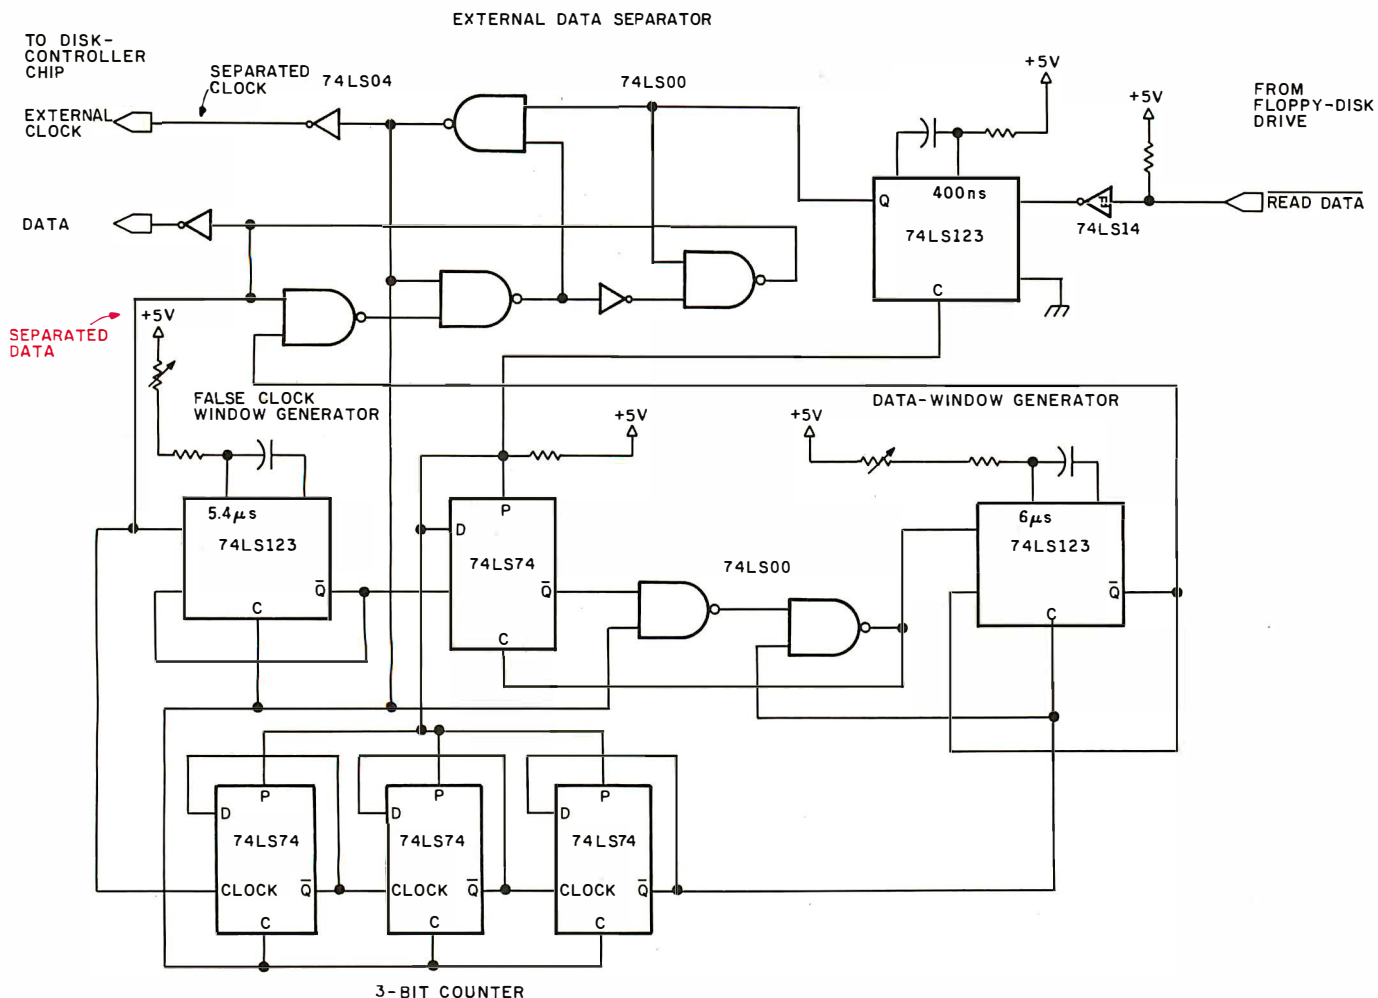 EXTERNAL DATA SEPARATOR
TO DISK-
CONTROLLER
CHIP
SEPARATED
CLOCK
74LS04
74LS00
+5V
+5V
FROM
FLOPPY-DISK
DRIVE
EXTERNAL
CLOCK
400ns
Q
READ DATA
74LS14
74LS123
DATA
C
+5V
SEPARATED
DATA
FALSE CLOCK
WINDOW GENERATOR
+5V
+5V
DATA-WINDOW GENERATOR
5.4μs
74LS123
Q
C
P
D
74LS74
Q
C
74LS00
6μs
74LS123
Q
C
P
D
74LS74
CLOCK Q
C
P
D
74LS74
CLOCK Q
C
P
D
74LS74
CLOCK Q
C
3-BIT COUNTER